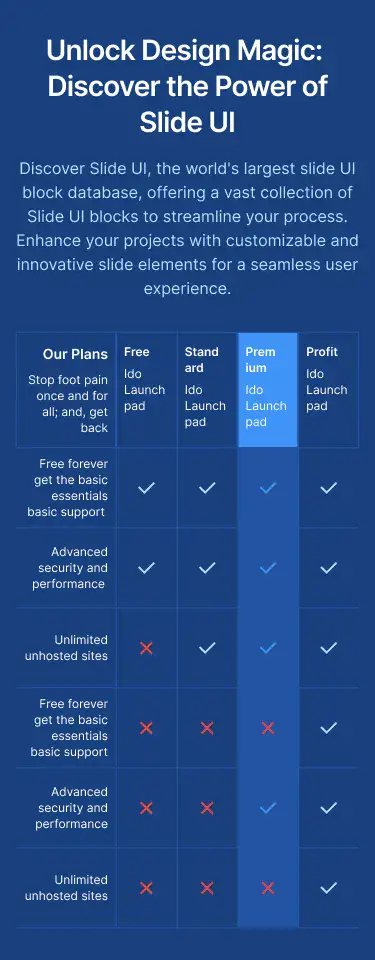 Unlock Design Magic:
Discover the Power of
Slide UI
Discover Slide UI, the world's largest slide UI
block database, offering a vast collection of
Slide UI blocks to streamline your process.
Enhance your projects with customizable and
innovative slide elements for a seamless user
experience.
Our Plans
Stop foot pain
once and for
all; and, get
back
Free
Ido
Launch
pad
Stand
ard
Ido
Launch
pad
Prem
ium
Ido
Launch
pad
Profit
Ido
Launch
pad
Free forever
get the basic
essentials
basic support
Advanced
security and
performance
Unlimited
unhosted sites
Free forever
get the basic
essentials
basic support
Advanced
security and
performance
Unlimited
unhosted sites